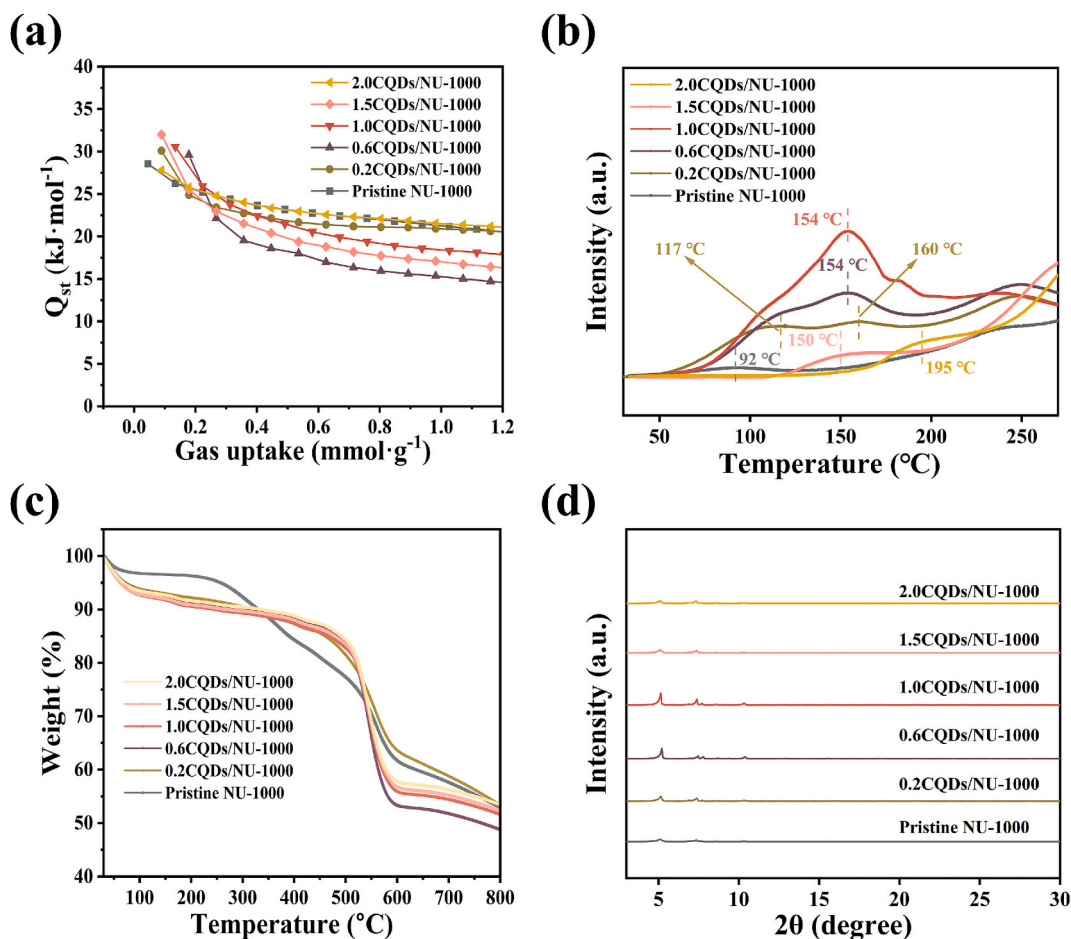 (a)
2.0CQDs/NU-1000
1.5CQDs/NU-1000
1.0CQDs/NU-1000
0.6CQDs/NU-1000
0.2CQDs/NU-1000
Pristine NU-1000
Qst (kJ·mol⁻¹)
40
35
30
25
20
15
10
5
0
0.0 0.2 0.4 0.6 0.8 1.0 1.2
Gas uptake (mmol·g⁻¹)
(b)
2.0CQDs/NU-1000
1.5CQDs/NU-1000
1.0CQDs/NU-1000
0.6CQDs/NU-1000
0.2CQDs/NU-1000
Pristine NU-1000
Intensity (a.u.)
154 °C
117 °C
154 °C
160 °C
150 °C
92 °C
195 °C
50 100 150 200 250
Temperature (°C)
(c)
Weight (%)
100
90
80
70
60
50
40
2.0CQDs/NU-1000
1.5CQDs/NU-1000
1.0CQDs/NU-1000
0.6CQDs/NU-1000
0.2CQDs/NU-1000
Pristine NU-1000
100 200 300 400 500 600 700 800
Temperature (°C)
(d)
Intensity (a.u.)
2.0CQDs/NU-1000
1.5CQDs/NU-1000
1.0CQDs/NU-1000
0.6CQDs/NU-1000
0.2CQDs/NU-1000
Pristine NU-1000
5 10 15 20 25 30
2θ (degree)